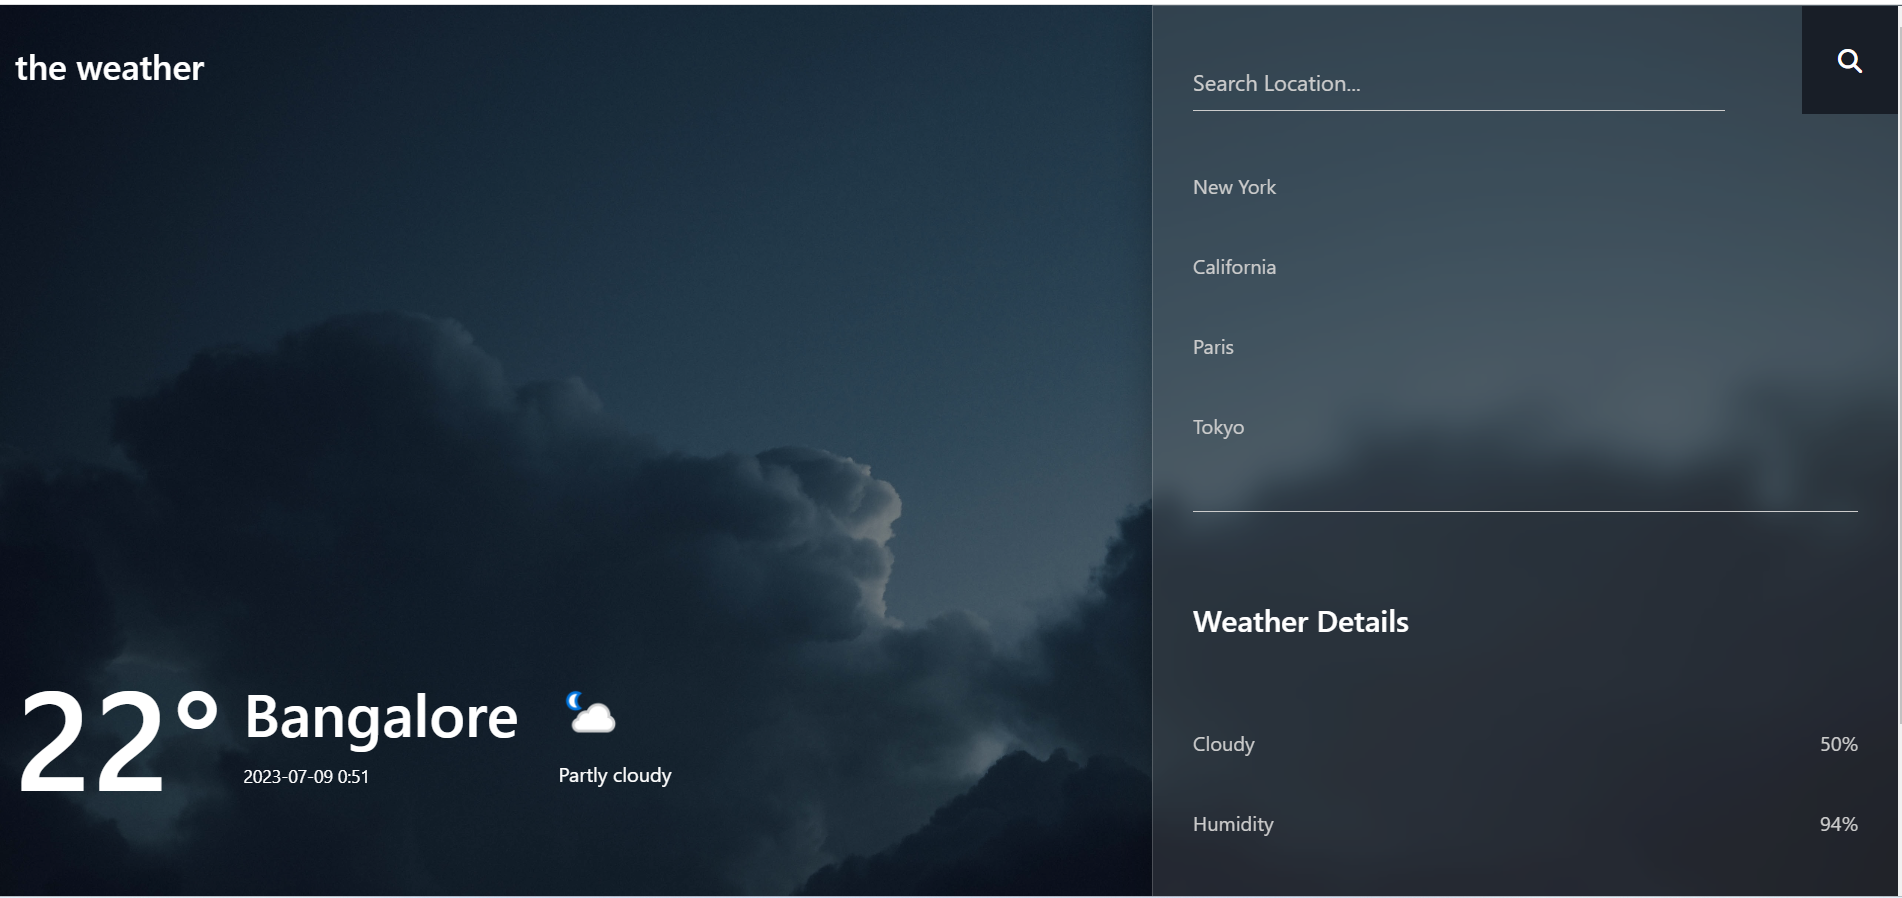 the weather
22°
Bangalore
2023-07-09 0:51
Partly cloudy
Search Location...
New York
California
Paris
Tokyo
Weather Details
Cloudy 50%
Humidity 94%